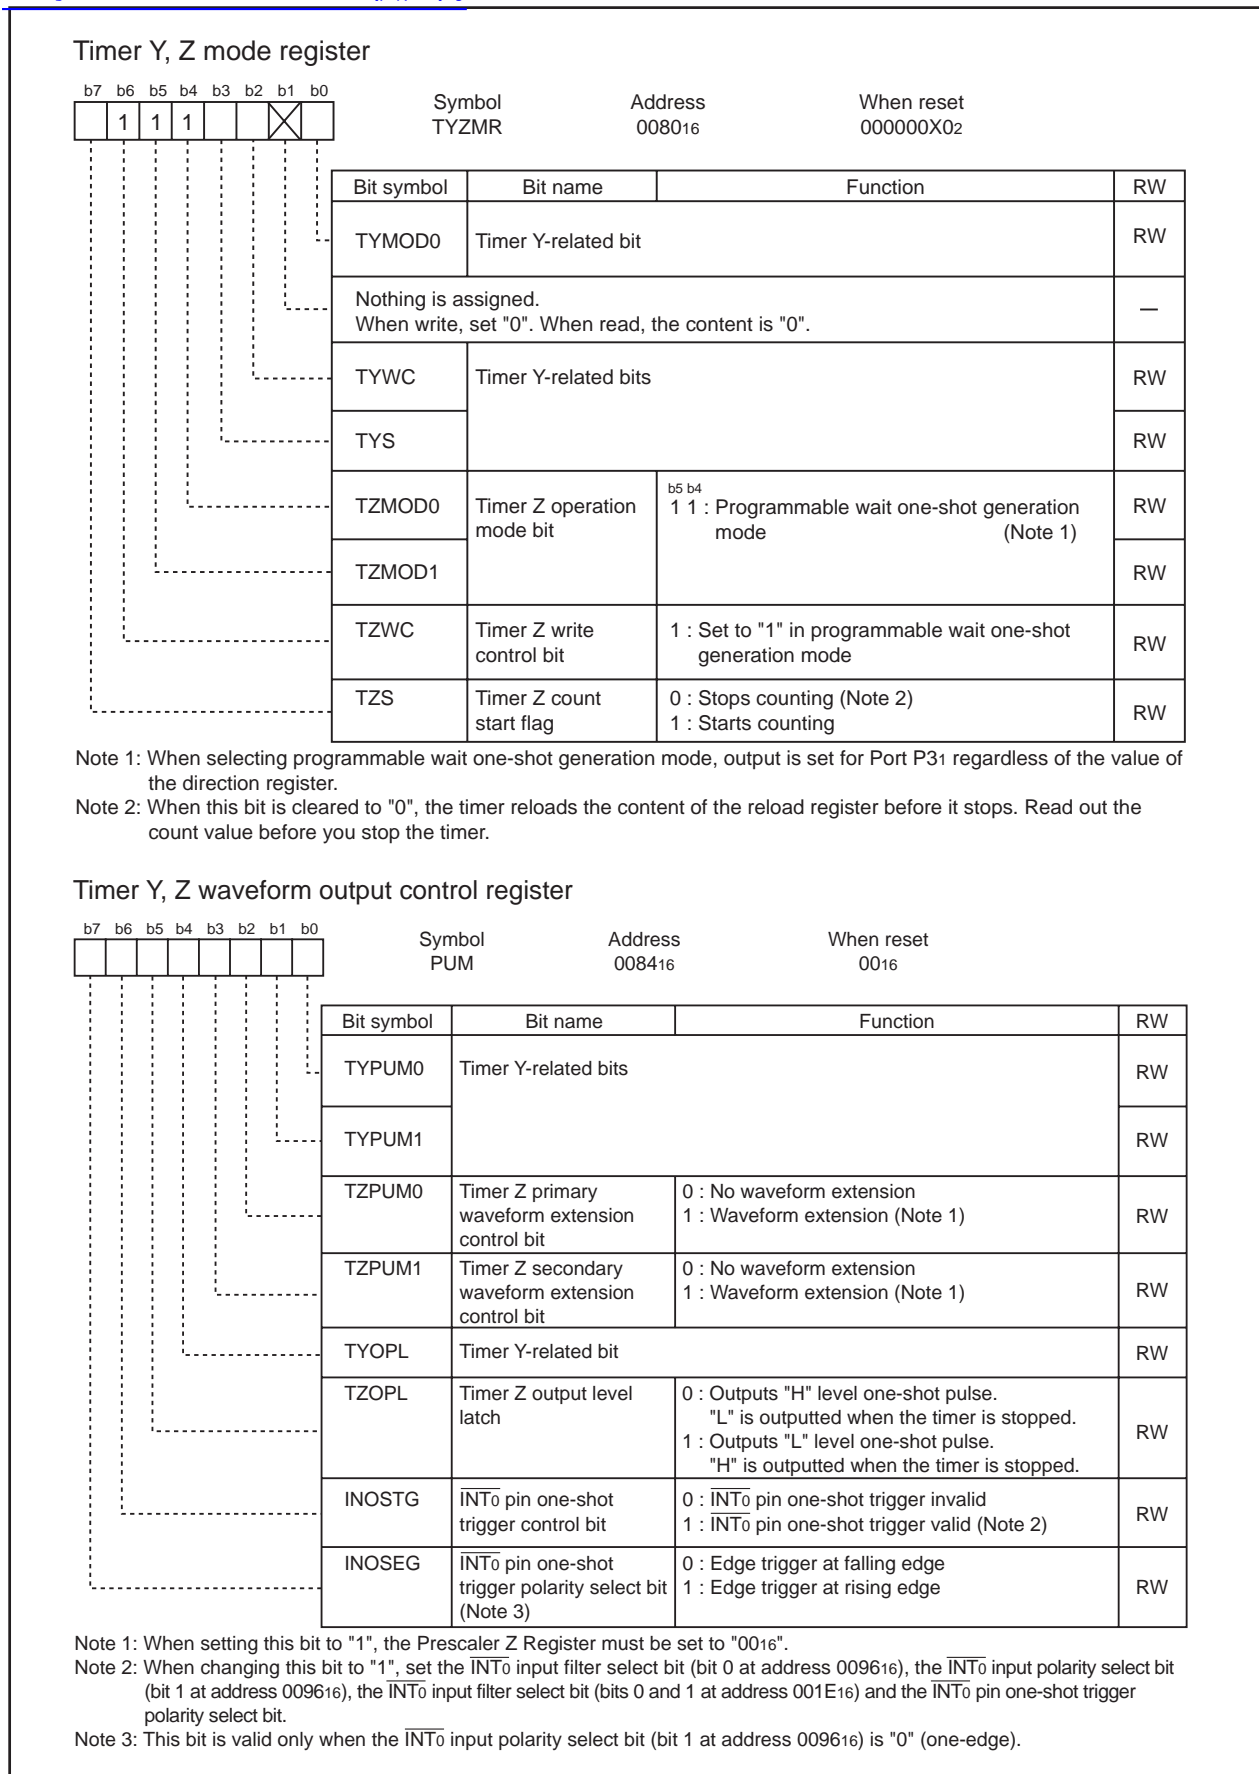 Timer Y, Z mode register
b7 b6 b5 b4 b3 b2 b1 b0
1 1 1
Symbol Address When reset
TYZMR 008016 000000X02
Bit symbol Bit name Function RW
TYMOD0 Timer Y-related bit RW
Nothing is assigned.
When write, set "0". When read, the content is "0". —
TYWC Timer Y-related bits RW
TYS RW
TZMOD0 Timer Z operation mode bit b5 b4
1 1 : Programmable wait one-shot generation mode (Note 1) RW
TZMOD1 RW
TZWC Timer Z write control bit 1 : Set to "1" in programmable wait one-shot generation mode RW
TZS Timer Z count start flag 0 : Stops counting (Note 2)
1 : Starts counting RW
Note 1: When selecting programmable wait one-shot generation mode, output is set for Port P31 regardless of the value of
the direction register.
Note 2: When this bit is cleared to "0", the timer reloads the content of the reload register before it stops. Read out the
count value before you stop the timer.
Timer Y, Z waveform output control register
b7 b6 b5 b4 b3 b2 b1 b0
Symbol Address When reset
PUM 008416 0016
Bit symbol Bit name Function RW
TYPUM0 Timer Y-related bits RW
TYPUM1 RW
TZPUM0 Timer Z primary waveform extension control bit 0 : No waveform extension
1 : Waveform extension (Note 1) RW
TZPUM1 Timer Z secondary waveform extension control bit 0 : No waveform extension
1 : Waveform extension (Note 1) RW
TYOPL Timer Y-related bit RW
TZOPL Timer Z output level latch 0 : Outputs "H" level one-shot pulse.
"L" is outputted when the timer is stopped.
1 : Outputs "L" level one-shot pulse.
"H" is outputted when the timer is stopped. RW
INOSTG INT0 pin one-shot trigger control bit 0 : INT0 pin one-shot trigger invalid
1 : INT0 pin one-shot trigger valid (Note 2) RW
INOSEG INT0 pin one-shot trigger polarity select bit (Note 3) 0 : Edge trigger at falling edge
1 : Edge trigger at rising edge RW
Note 1: When setting this bit to "1", the Prescaler Z Register must be set to "0016".
Note 2: When changing this bit to "1", set the INT0 input filter select bit (bit 0 at address 009616), the INT0 input polarity select bit
(bit 1 at address 009616), the INT0 input filter select bit (bits 0 and 1 at address 001E16) and the INT0 pin one-shot trigger
polarity select bit.
Note 3: This bit is valid only when the INT0 input polarity select bit (bit 1 at address 009616) is "0" (one-edge).